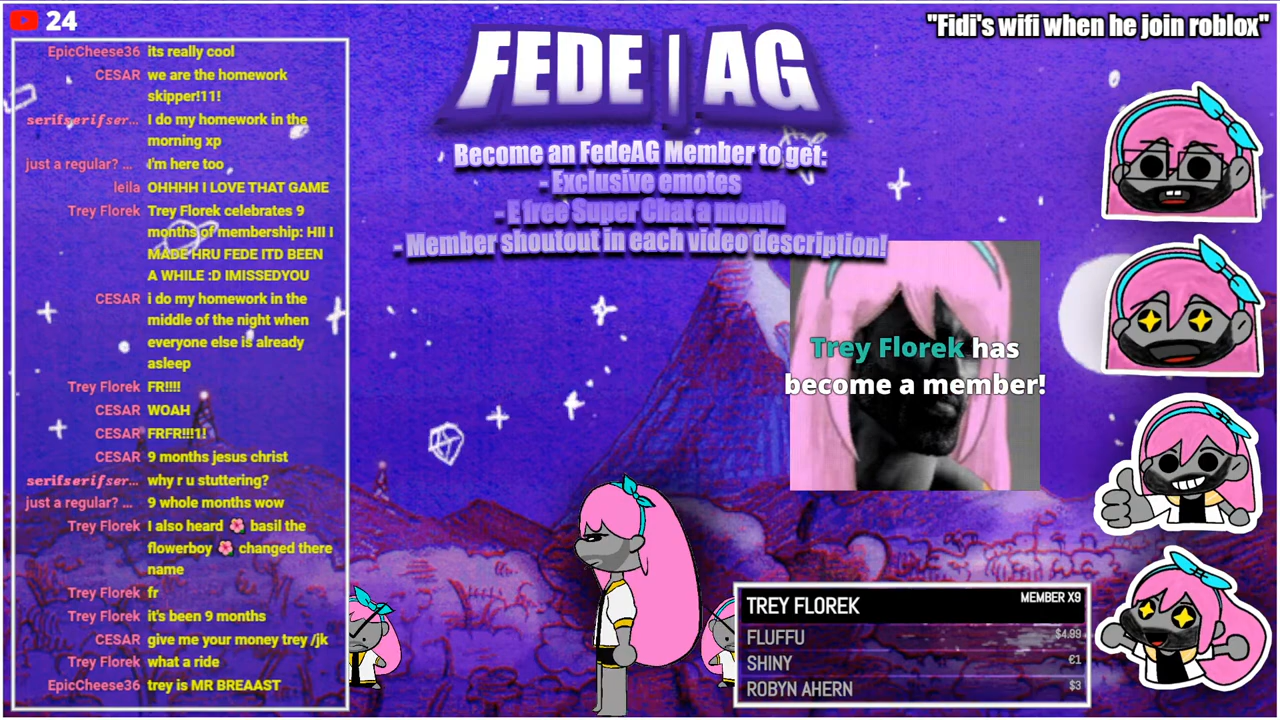 24
"Fidi's wifi when he join roblox"
EpicCheese36 its really cool
CESAR we are the homework
skipper!11!
serifsserifser... I do my homework in the
morning xp
just a regular? ... I'm here too
leila OHHHH I LOVE THAT GAME
Trey Florek Trey Florek celebrates 9
months of membership: HII I
MADE HRU FEDE ITD BEEN
A WHILE :D IMISSEDYOU
CESAR i do my homework in the
middle of the night when
everyone else is already
asleep
Trey Florek FR!!!!
CESAR WOAH
CESAR FRFR!!!1!
CESAR 9 months jesus christ
serifsserifser... why r u stuttering?
just a regular? ... 9 whole months wow
Trey Florek I also heard 🌺 basil the
flowerboy 🌺 changed there
name
Trey Florek fr
Trey Florek it's been 9 months
CESAR give me your money trey /jk
Trey Florek what a ride
EpicCheese36 trey is MR BREAAST
FEDE | AG
Become an FedeAG Member to get:
- Exclusive emotes
- E free Super Chat a month
- Member shoutout in each video description!
Trey Florek has
become a member!
TREY FLOREK MEMBER X9
FLUFFU $4.99
SHINY €1
ROBYN AHERN $3